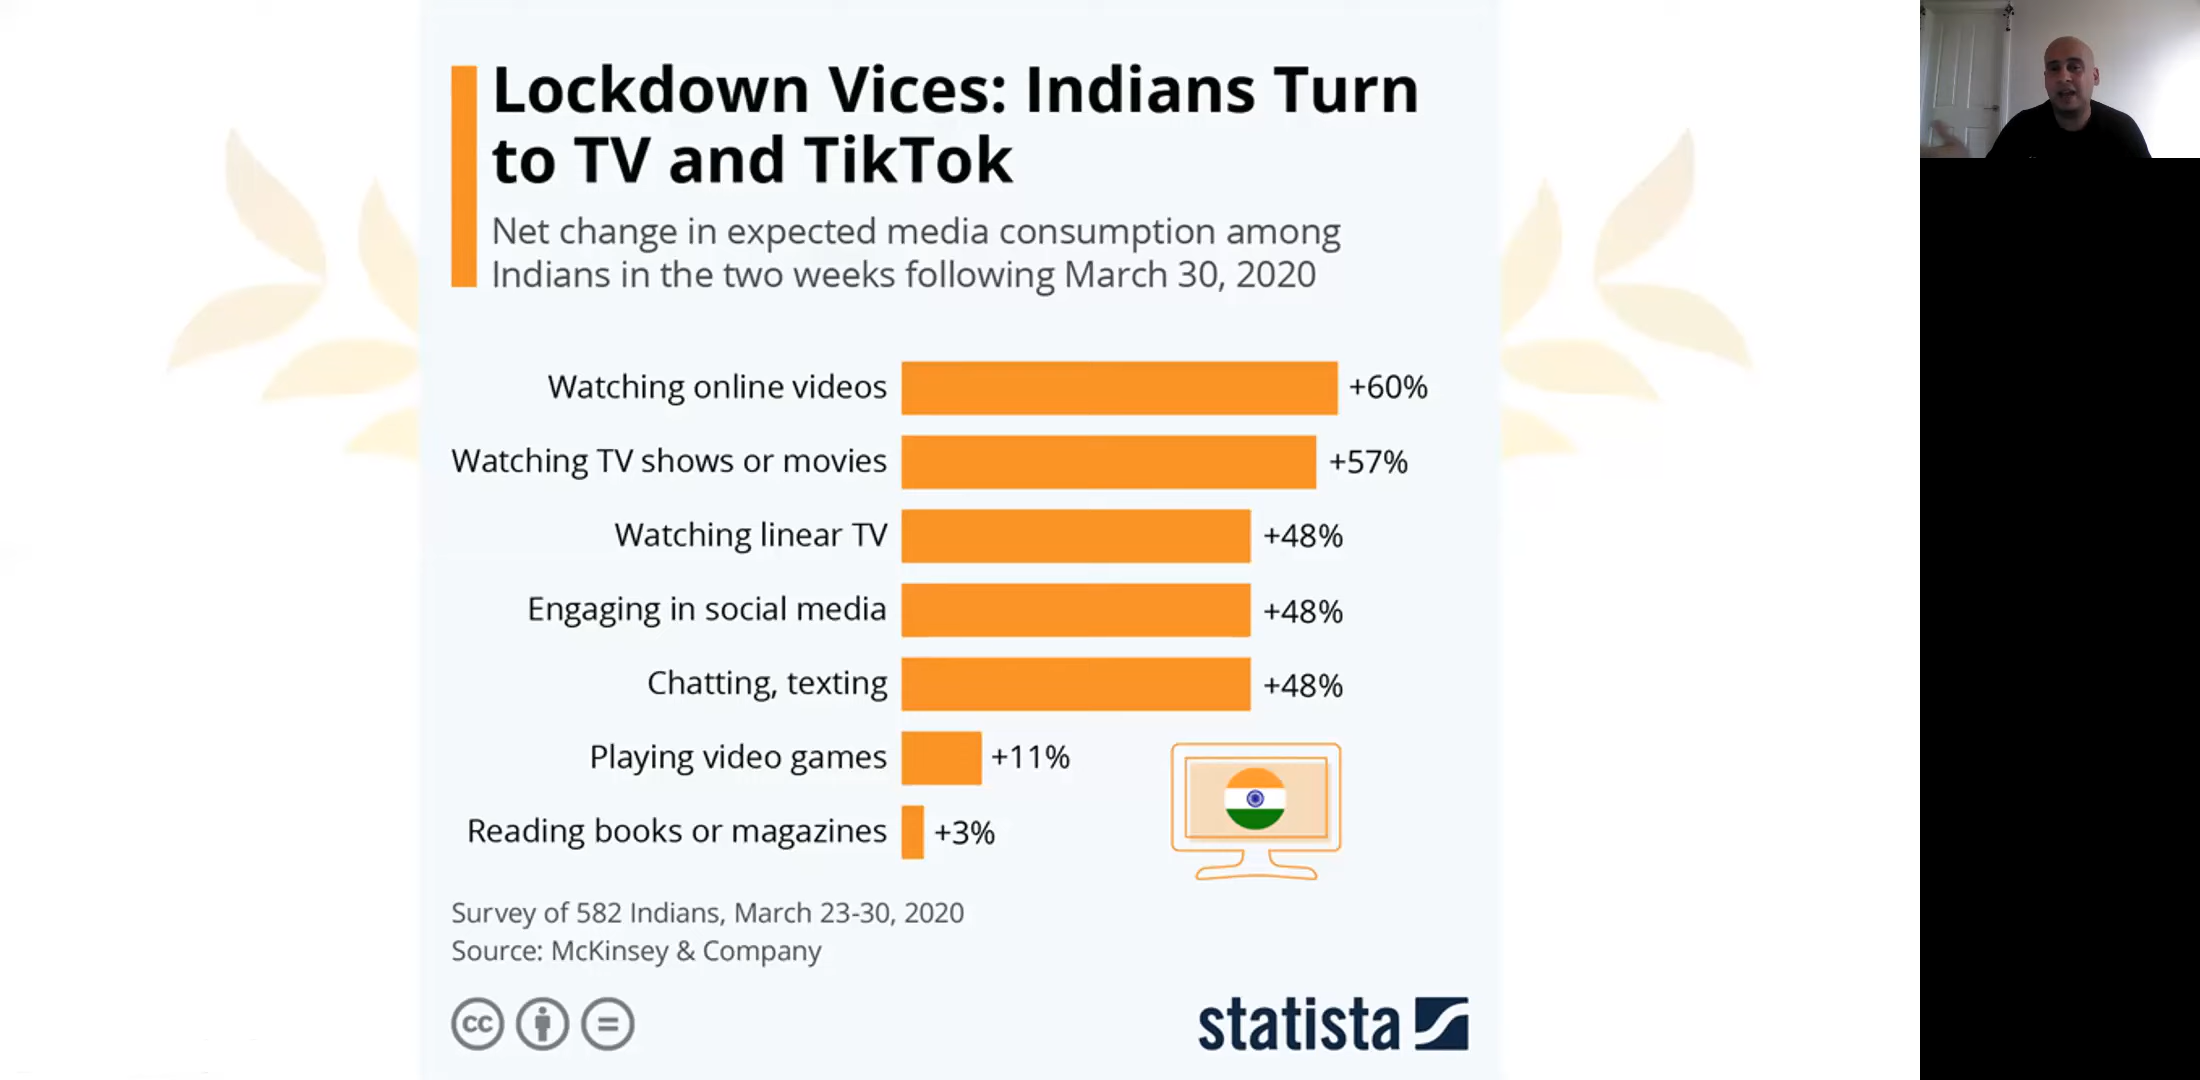 Lockdown Vices: Indians Turn
to TV and TikTok
Net change in expected media consumption among
Indians in the two weeks following March 30, 2020
Watching online videos +60%
Watching TV shows or movies +57%
Watching linear TV +48%
Engaging in social media +48%
Chatting, texting +48%
Playing video games +11%
Reading books or magazines +3%
Survey of 582 Indians, March 23-30, 2020
Source: McKinsey & Company
cc =
statista